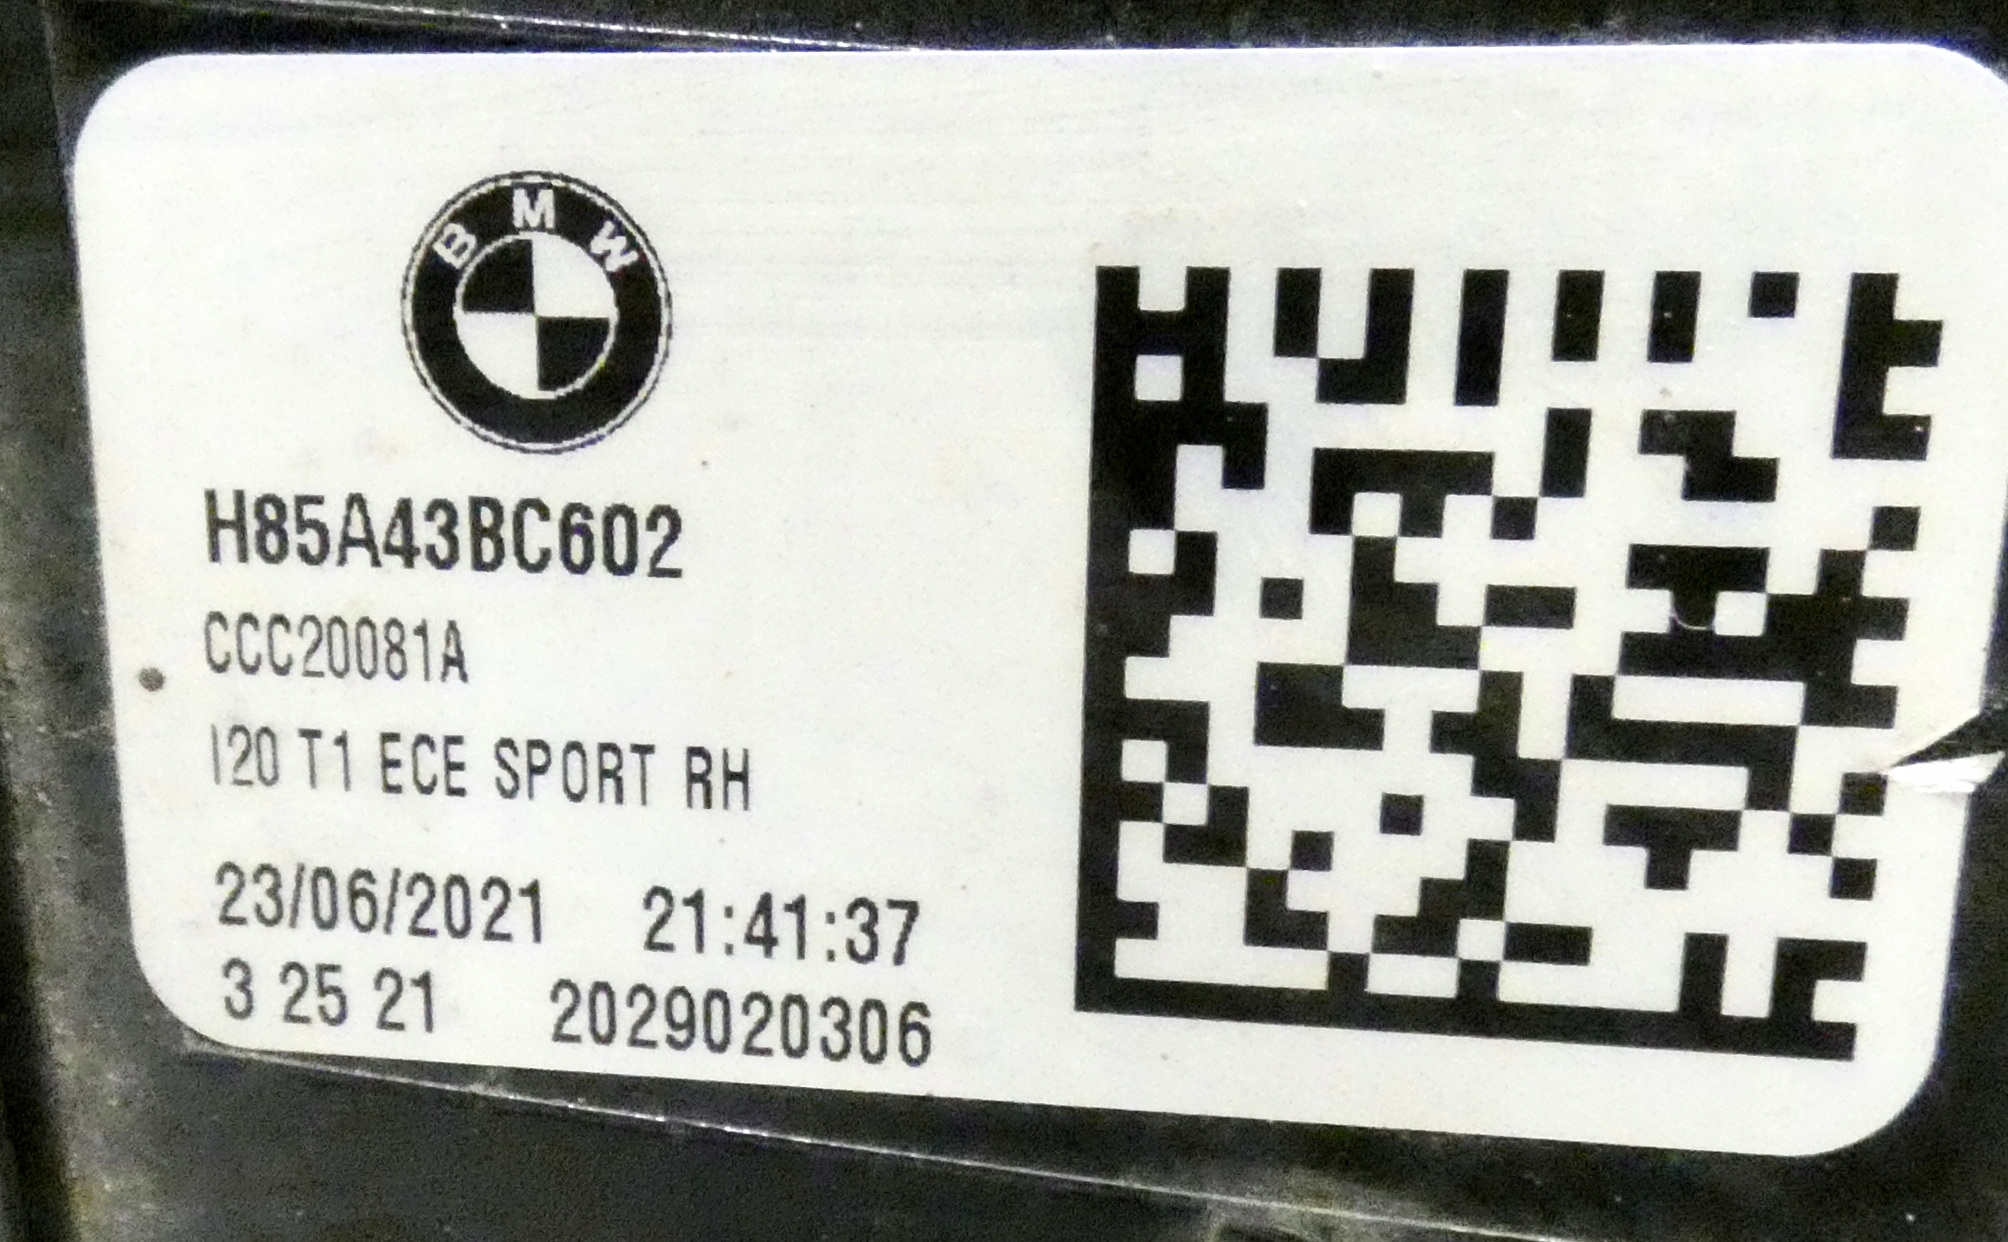 BMW
H85A43BC602
CCC20081A
I20 T1 ECE SPORT RH
23/06/2021 21:41:37
3 25 21 2029020306